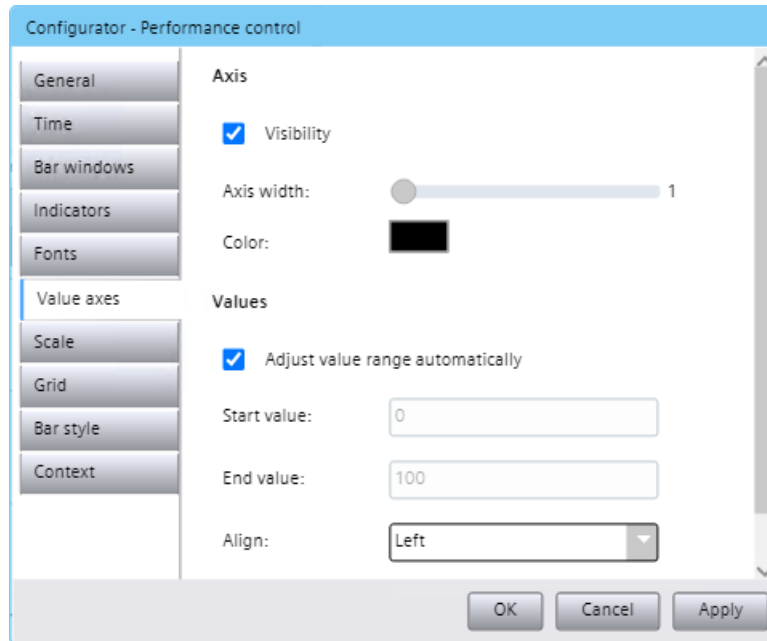 Configurator - Performance control
General
Time
Bar windows
Indicators
Fonts
Value axes
Scale
Grid
Bar style
Context
Axis
Visibility
Axis width: 1
Color:
Values
Adjust value range automatically
Start value: 0
End value: 100
Align: Left
OK Cancel Apply